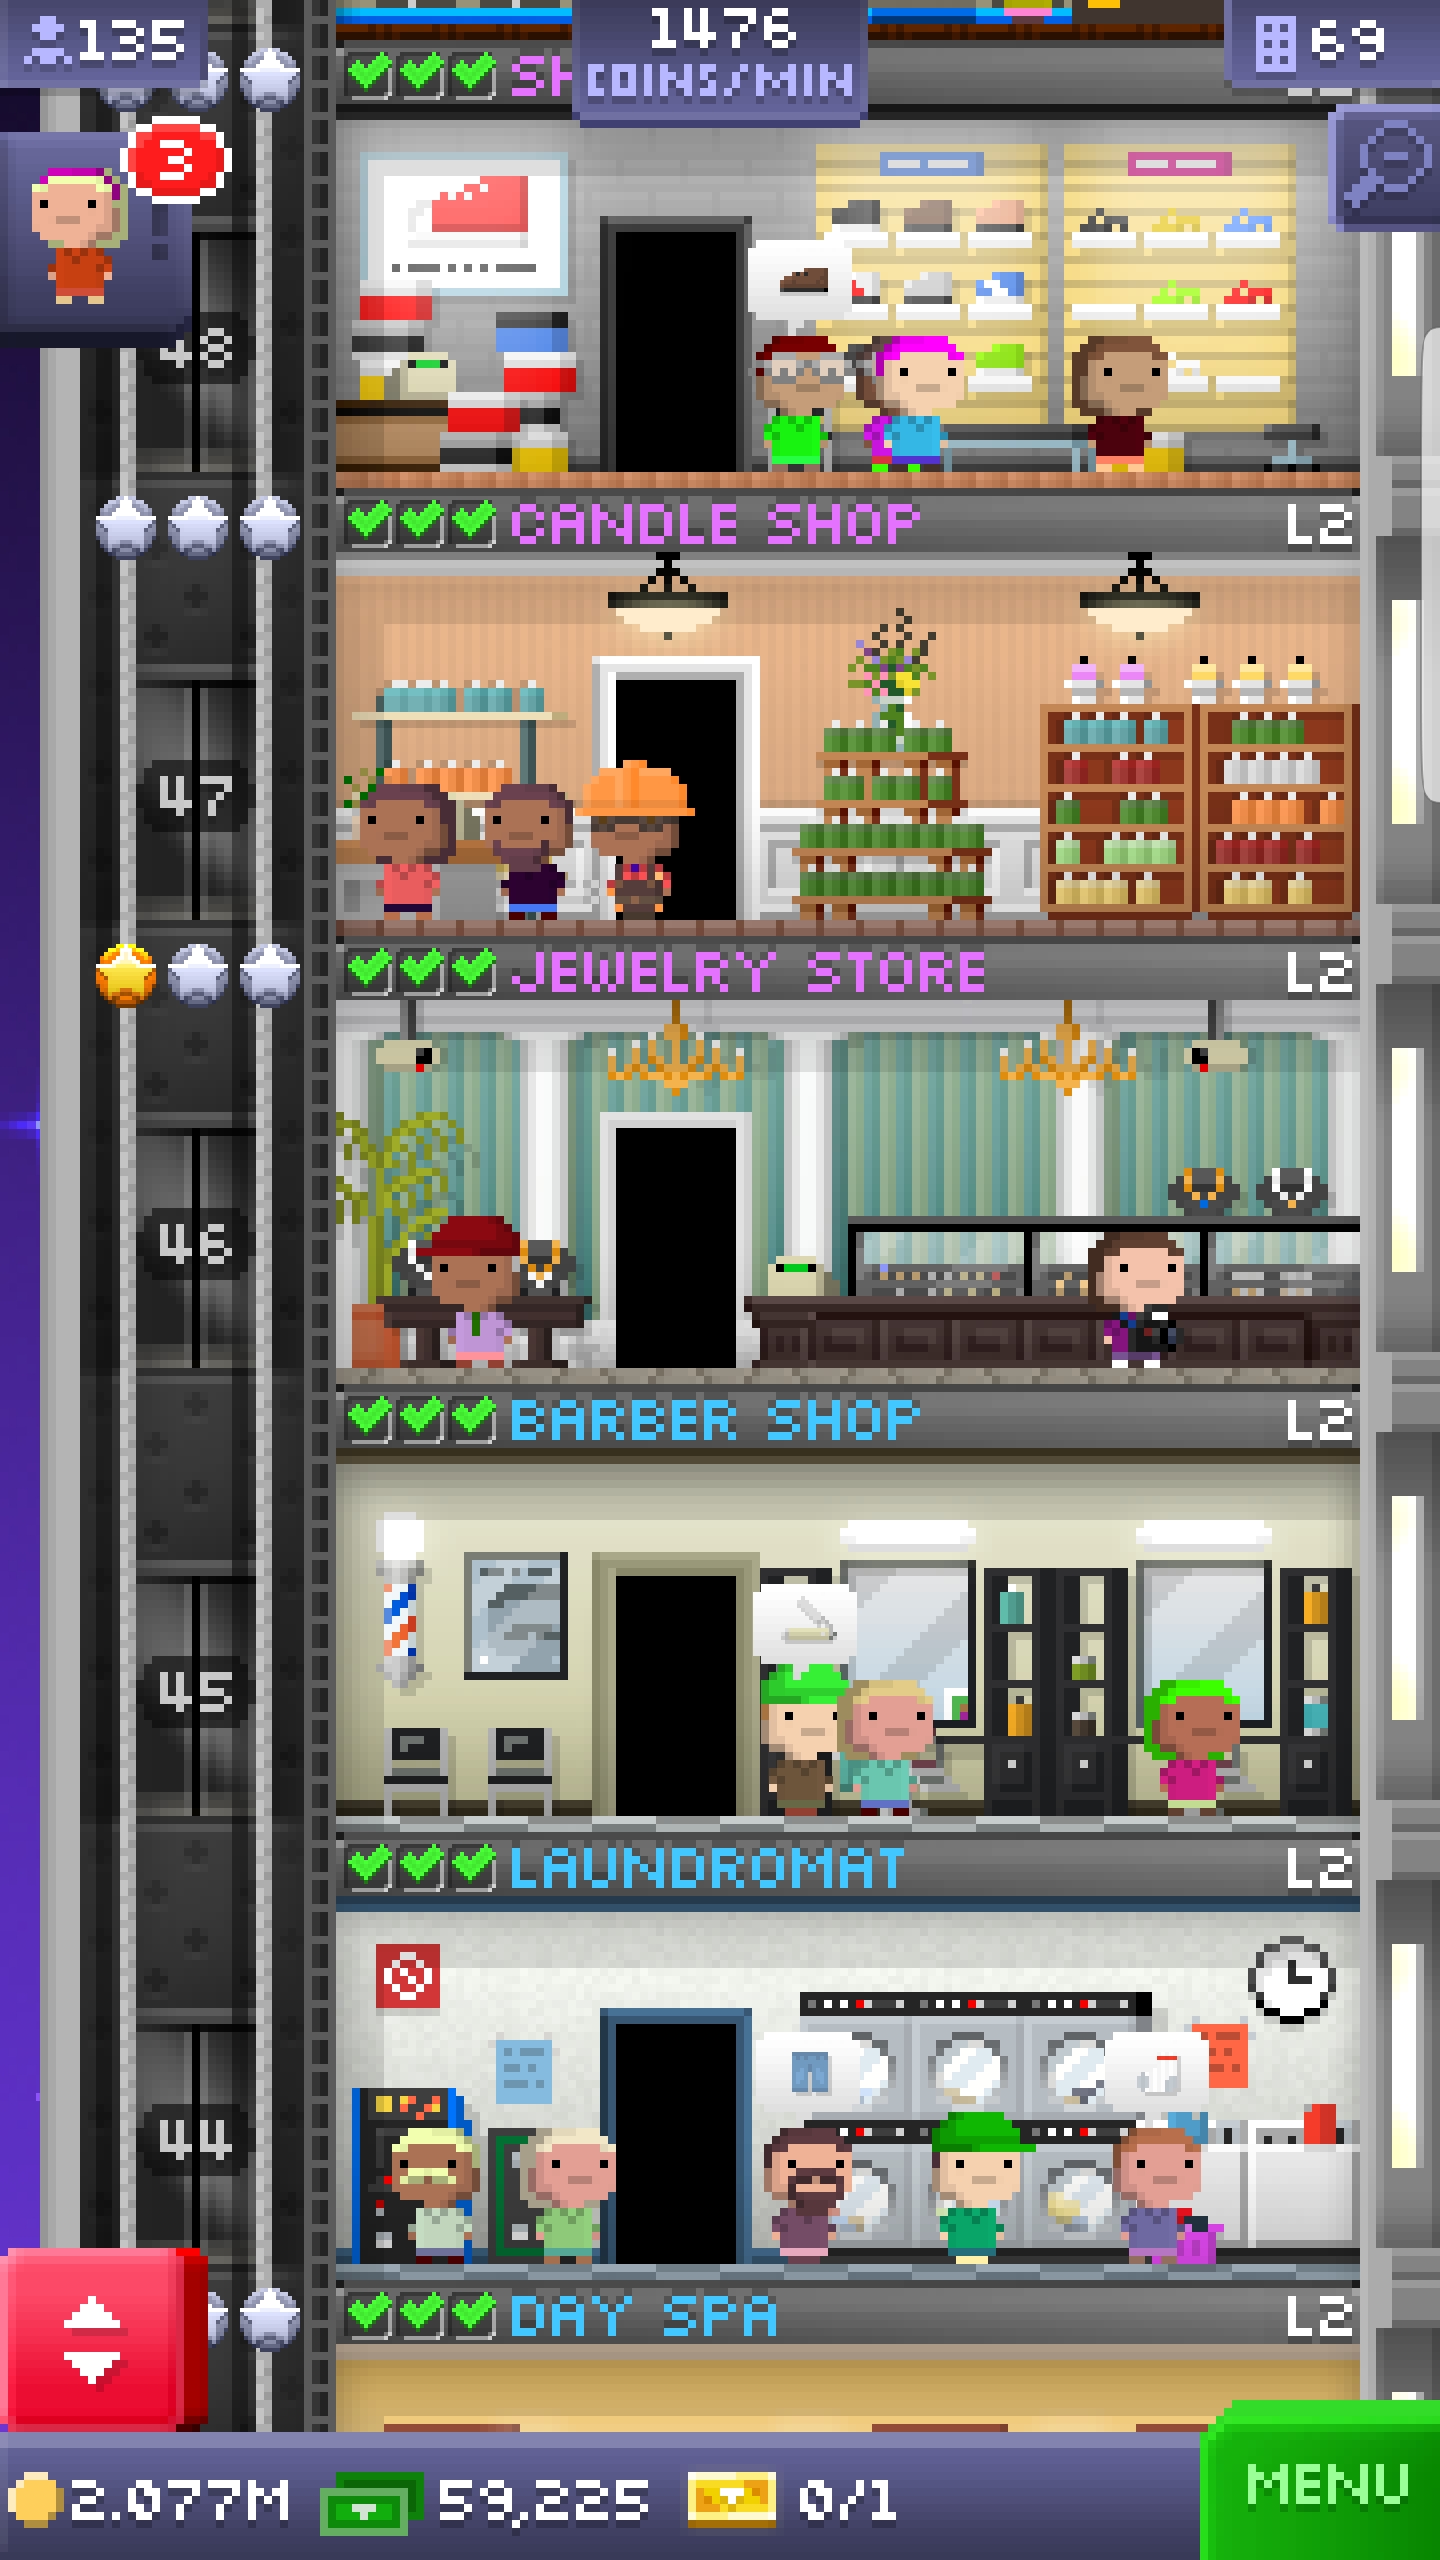 135
1476
COINS/MIN
69
3
SH
48
CANDLE SHOP L2
47
JEWELRY STORE L2
46
BARBER SHOP L2
45
LAUNDROMAT L2
44
DAY SPA L2
2.077M 59,225 0/1
MENU